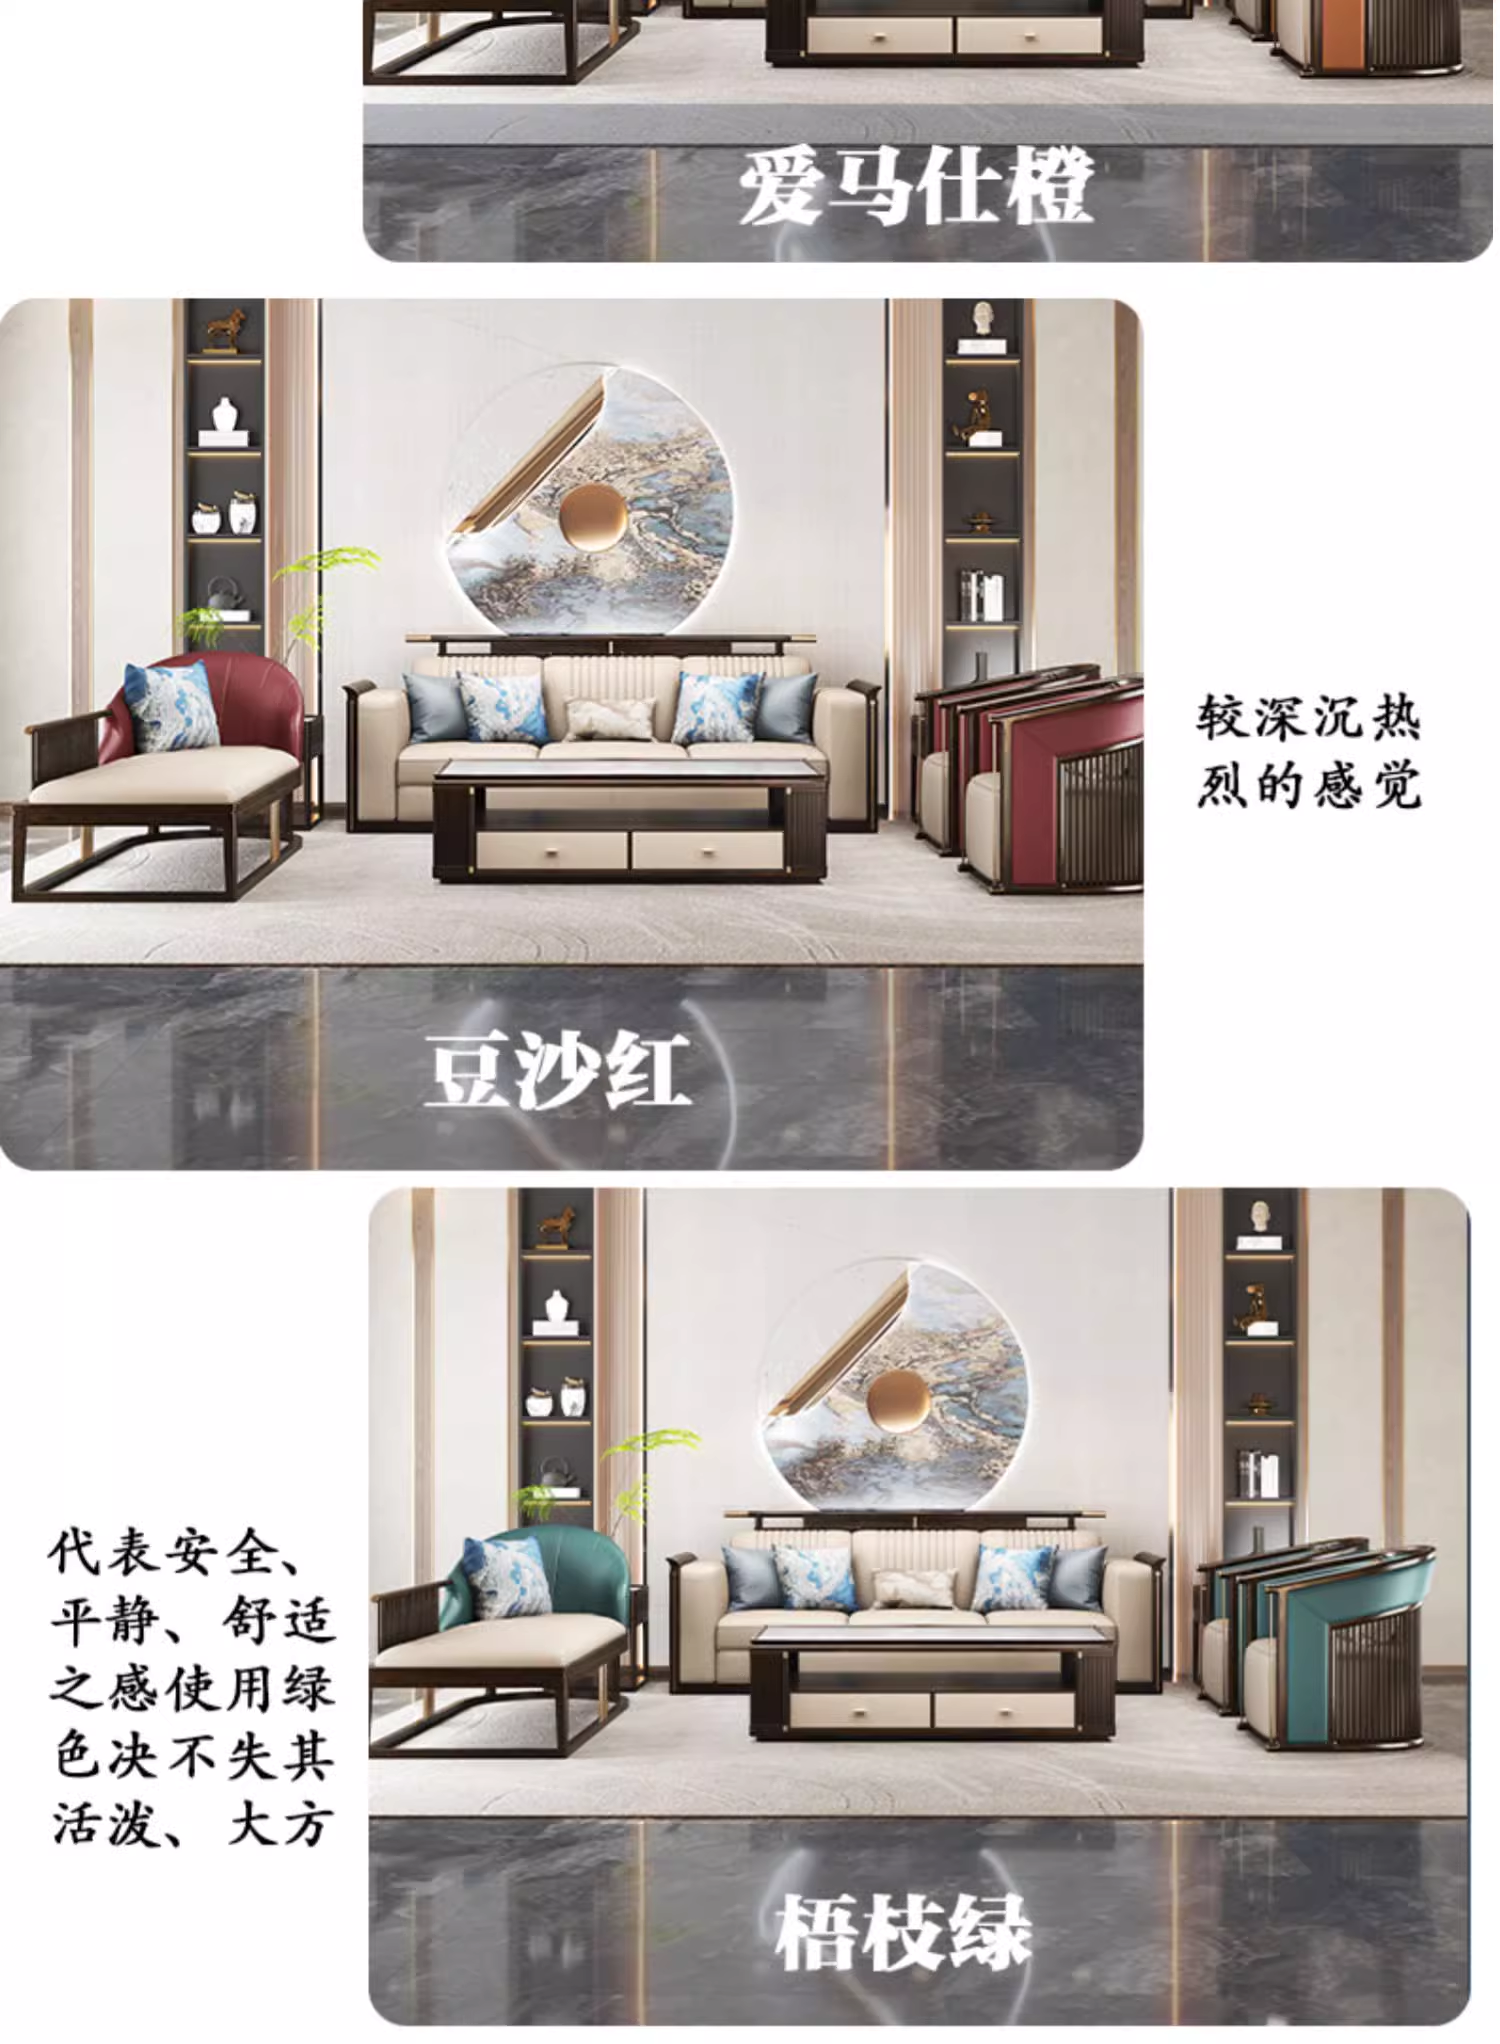 爱马仕橙
较深沉热
烈的感觉
豆沙红
代表安全、
平静、舒适
之感使用绿
色决不失其
活泼、大方
梧枝绿